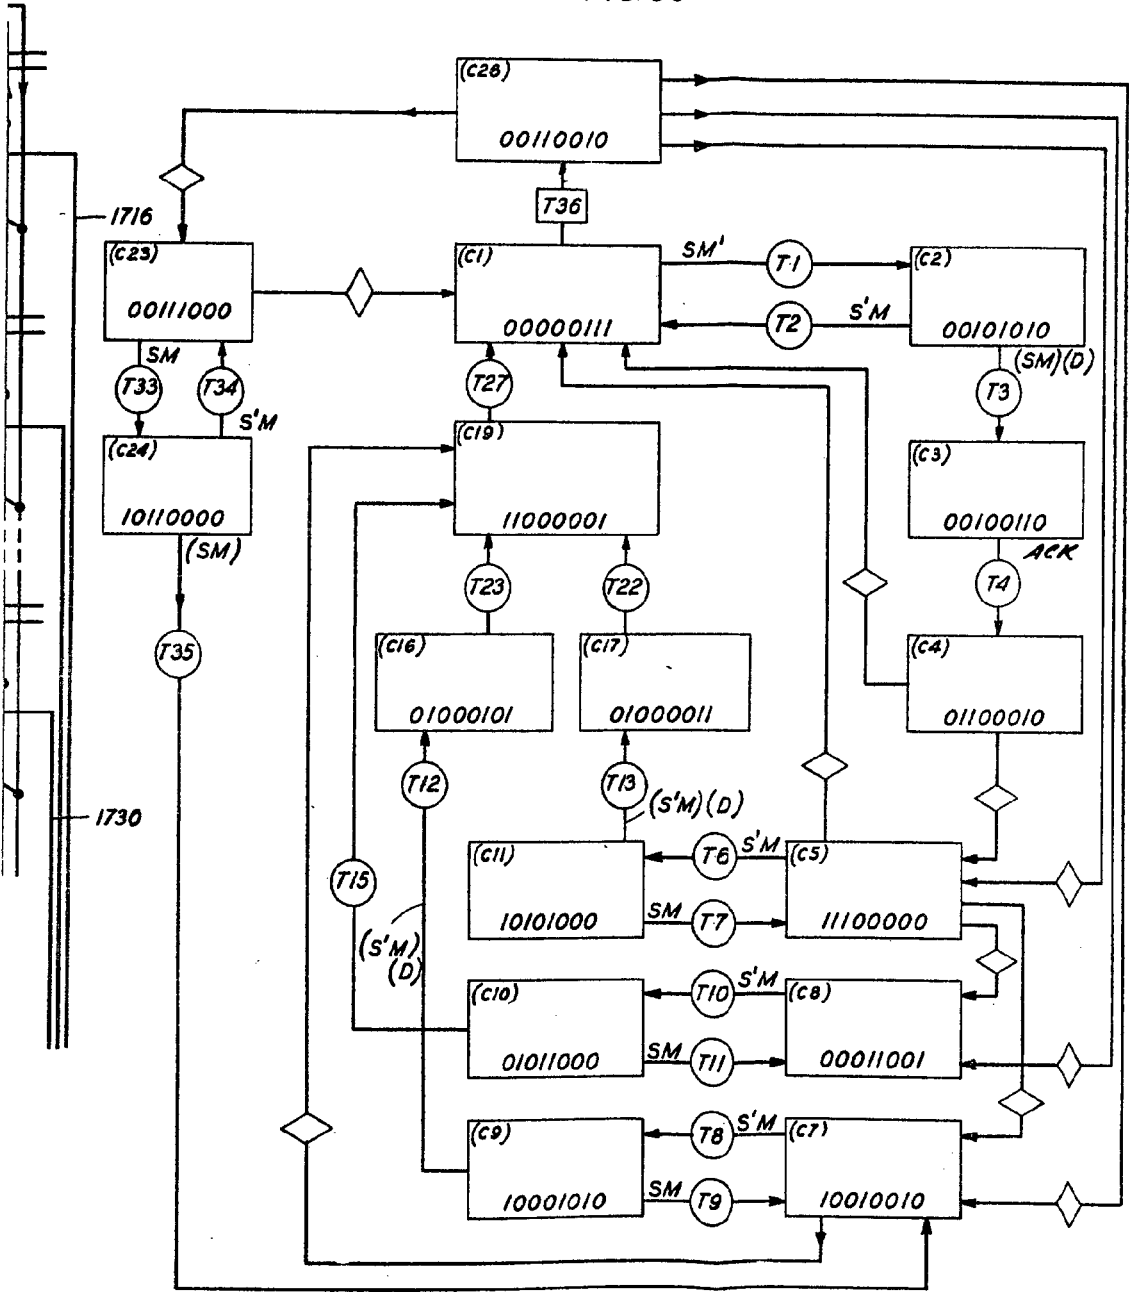 (C26)
00110010
T36
1716
(C23)
00111000
(C1)
00000111
SM'
T1
T2
S'M
(C2)
00101010
SM
T33
T34
S'M
T27
(SM)(D)
T3
(C24)
10110000
(SM)
(C19)
11000001
(C3)
00100110
ACK
T23
T22
T4
T35
(C16)
01000101
(C17)
01000011
(C4)
01100010
T12
T13
(S'M)(D)
1730
(C11)
10101000
T6
S'M
SM
T7
(C5)
11100000
T15
(S'M)
(D)
(C10)
01011000
T10
S'M
SM
T11
(C8)
00011001
(C9)
10001010
T8
S'M
SM
T9
(C7)
10010010